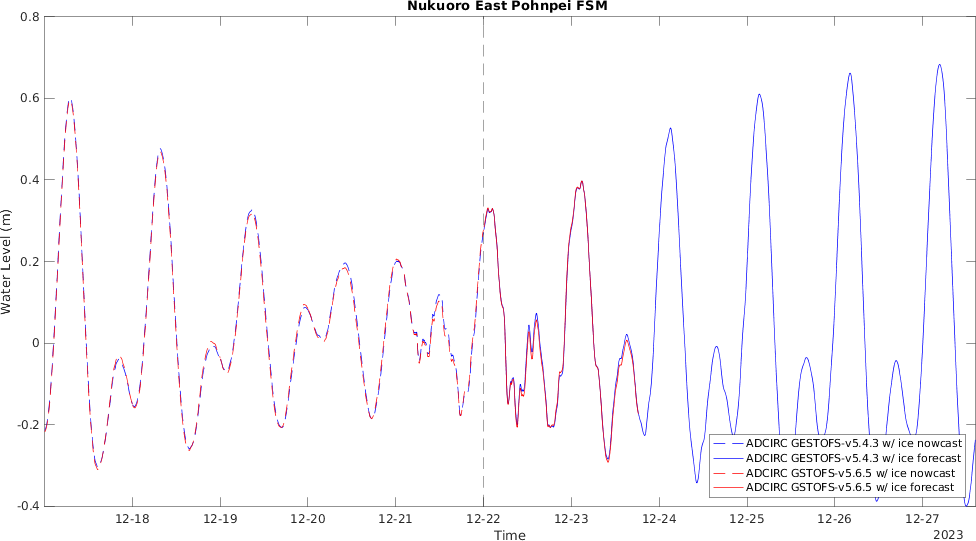 Nukuoro East Pohnpei FSM
0.8
0.6
0.4
0.2
0
-0.2
-0.4
Water Level (m)
12-18
12-19
12-20
12-21
12-22
12-23
12-24
12-25
12-26
12-27
Time
2023
ADCIRC GESTOFS-v5.4.3 w/ ice nowcast
ADCIRC GESTOFS-v5.4.3 w/ ice forecast
ADCIRC GSTOFS-v5.6.5 w/ ice nowcast
ADCIRC GSTOFS-v5.6.5 w/ ice forecast